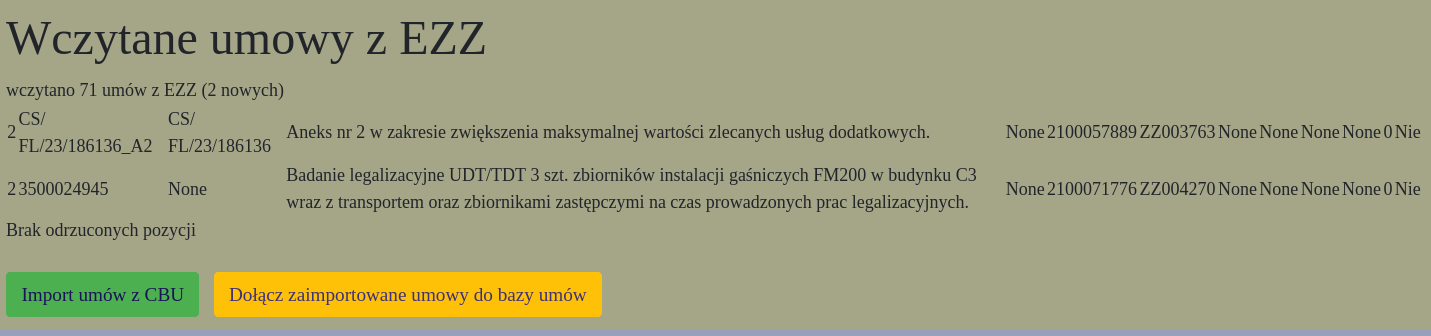 Wczytane umowy z EZZ
wczytano 71 umów z EZZ (2 nowych)
2 CS/ FL/23/186136_A2 CS/ FL/23/186136 Aneks nr 2 w zakresie zwiększenia maksymalnej wartości zlecanych usług dodatkowych. None 2100057889 ZZ003763 None None None None 0 Nie
2 3500024945 None Badanie legalizacyjne UDT/TDT 3 szt. zbiorników instalacji gaśniczych FM200 w budynku C3 wraz z transportem oraz zbiornikami zastępczymi na czas prowadzonych prac legalizacyjnych. None 2100071776 ZZ004270 None None None None 0 Nie
Brak odrzuconych pozycji
Import umów z CBU Dołącz zaimportowane umowy do bazy umów